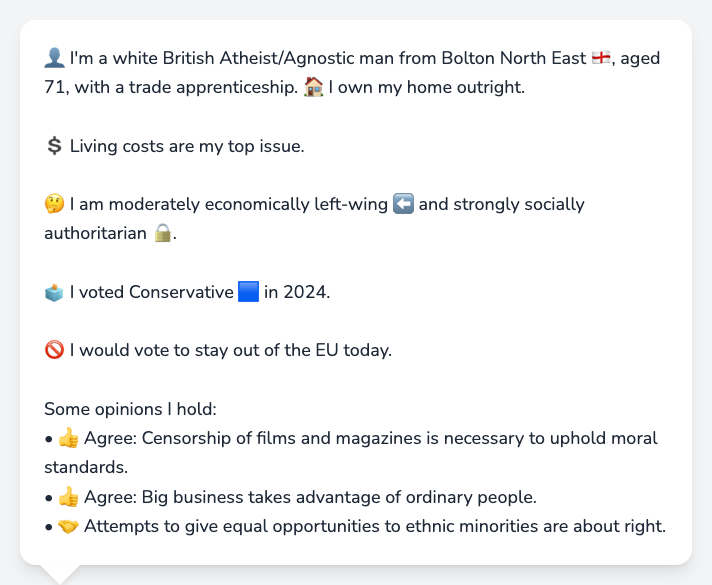 👤 I'm a white British Atheist/Agnostic man from Bolton North East 🏴󠁧󠁢󠁥󠁮󠁧󠁿, aged
71, with a trade apprenticeship. 🏠 I own my home outright.
💲 Living costs are my top issue.
🤔 I am moderately economically left-wing ⬅️ and strongly socially
authoritarian 🔒.
🗳️ I voted Conservative 🟦 in 2024.
🚫 I would vote to stay out of the EU today.
Some opinions I hold:
• 👍 Agree: Censorship of films and magazines is necessary to uphold moral
standards.
• 👍 Agree: Big business takes advantage of ordinary people.
• 🤝 Attempts to give equal opportunities to ethnic minorities are about right.